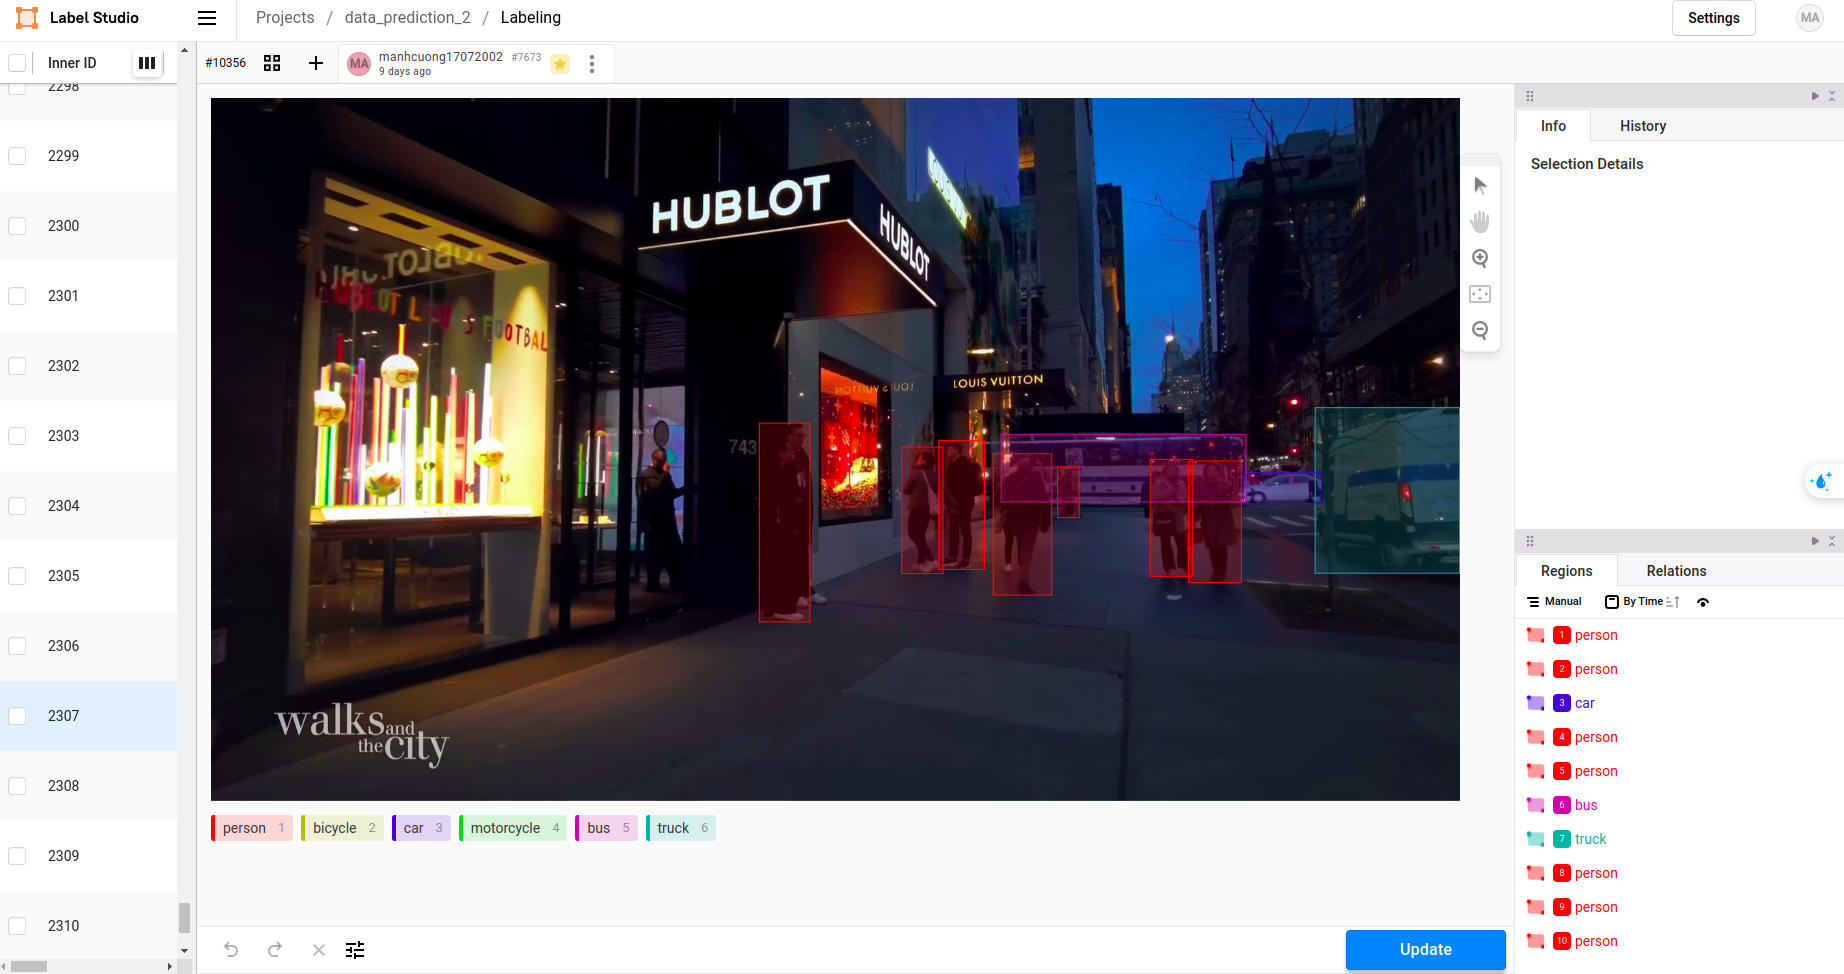 Label Studio
Projects / data_prediction_2 / Labeling
Settings
MA
Inner ID
#10356
MA
manhcuong17072002 #7673
9 days ago
2298
2299
2300
2301
2302
2303
2304
2305
2306
2307
2308
2309
2310
HUBLOT
HUBLOT
LOUIS VUITTON
743
walks and
the city
person 1
bicycle 2
car 3
motorcycle 4
bus 5
truck 6
Update
Info
History
Selection Details
Regions
Relations
Manual
By Time
1 person
2 person
3 car
4 person
5 person
6 bus
7 truck
8 person
9 person
10 person